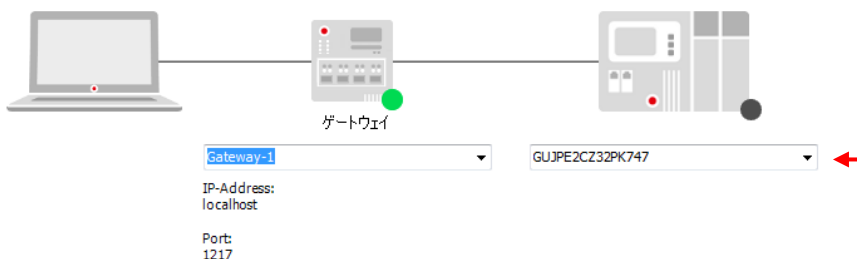 ゲートウェイ
Gateway-1
GUJPE2CZ32PK747
IP-Address:
localhost
Port:
1217